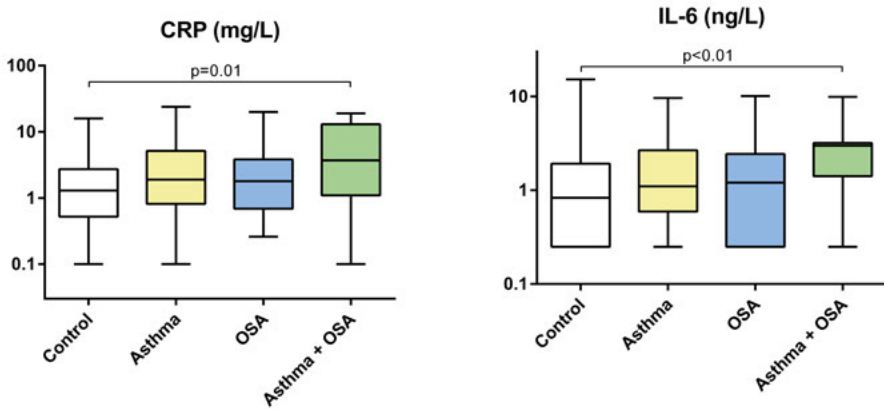 CRP (mg/L)
100
10
1
0.1
p=0.01
Control
Asthma
OSA
Asthma + OSA
IL-6 (ng/L)
10
1
0.1
p<0.01
Control
Asthma
OSA
Asthma + OSA